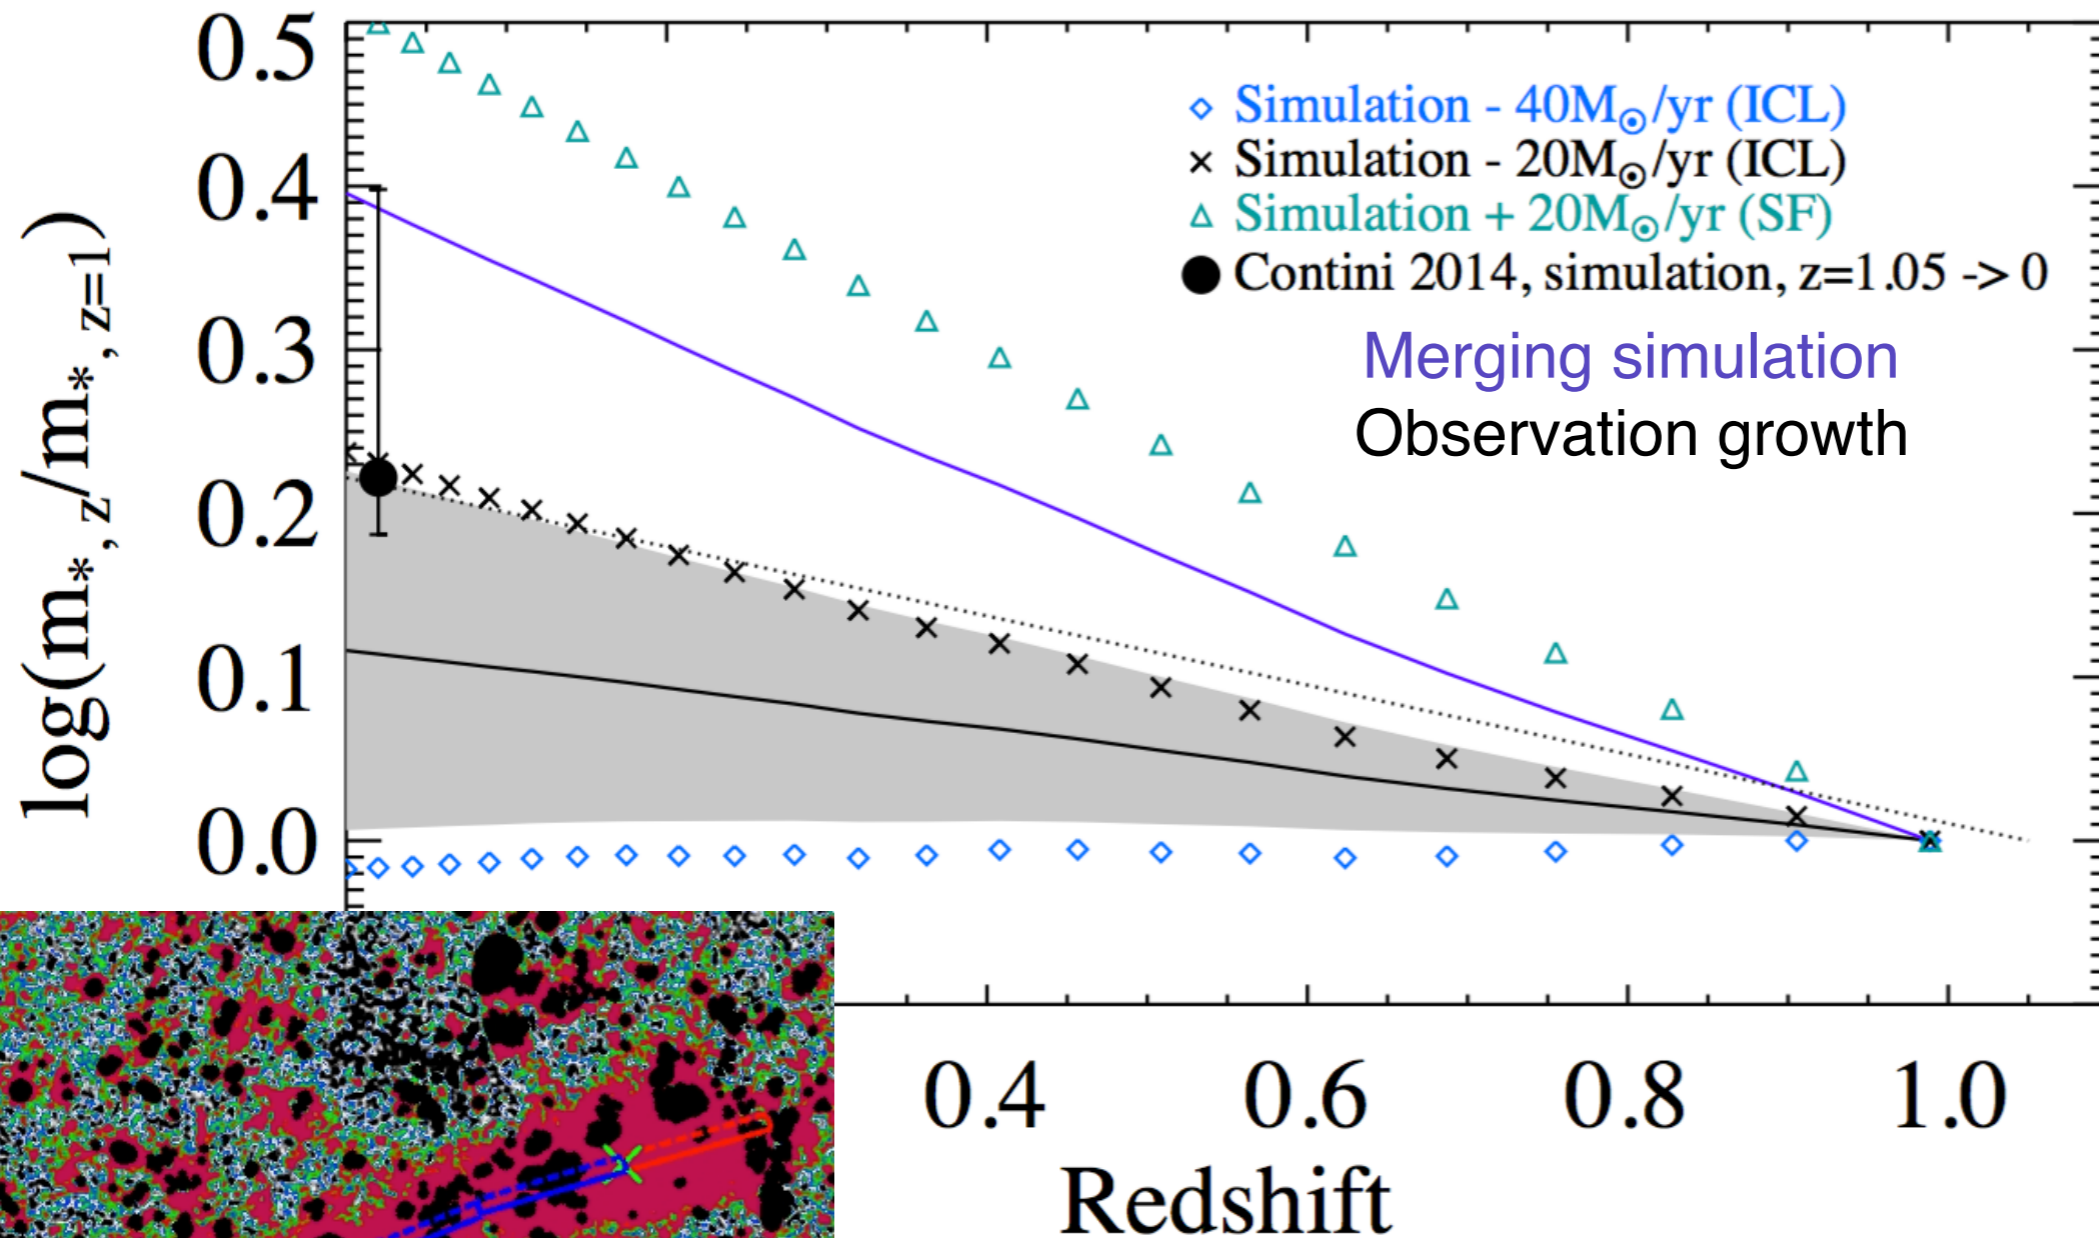 0.5
0.4
0.3
0.2
0.1
0.0
log(m*,z/m*,z=1)
Simulation - 40M⊙/yr (ICL)
Simulation - 20M⊙/yr (ICL)
Simulation + 20M⊙/yr (SF)
Contini 2014, simulation, z=1.05 -> 0
Merging simulation
Observation growth
0.4 0.6 0.8 1.0
Redshift